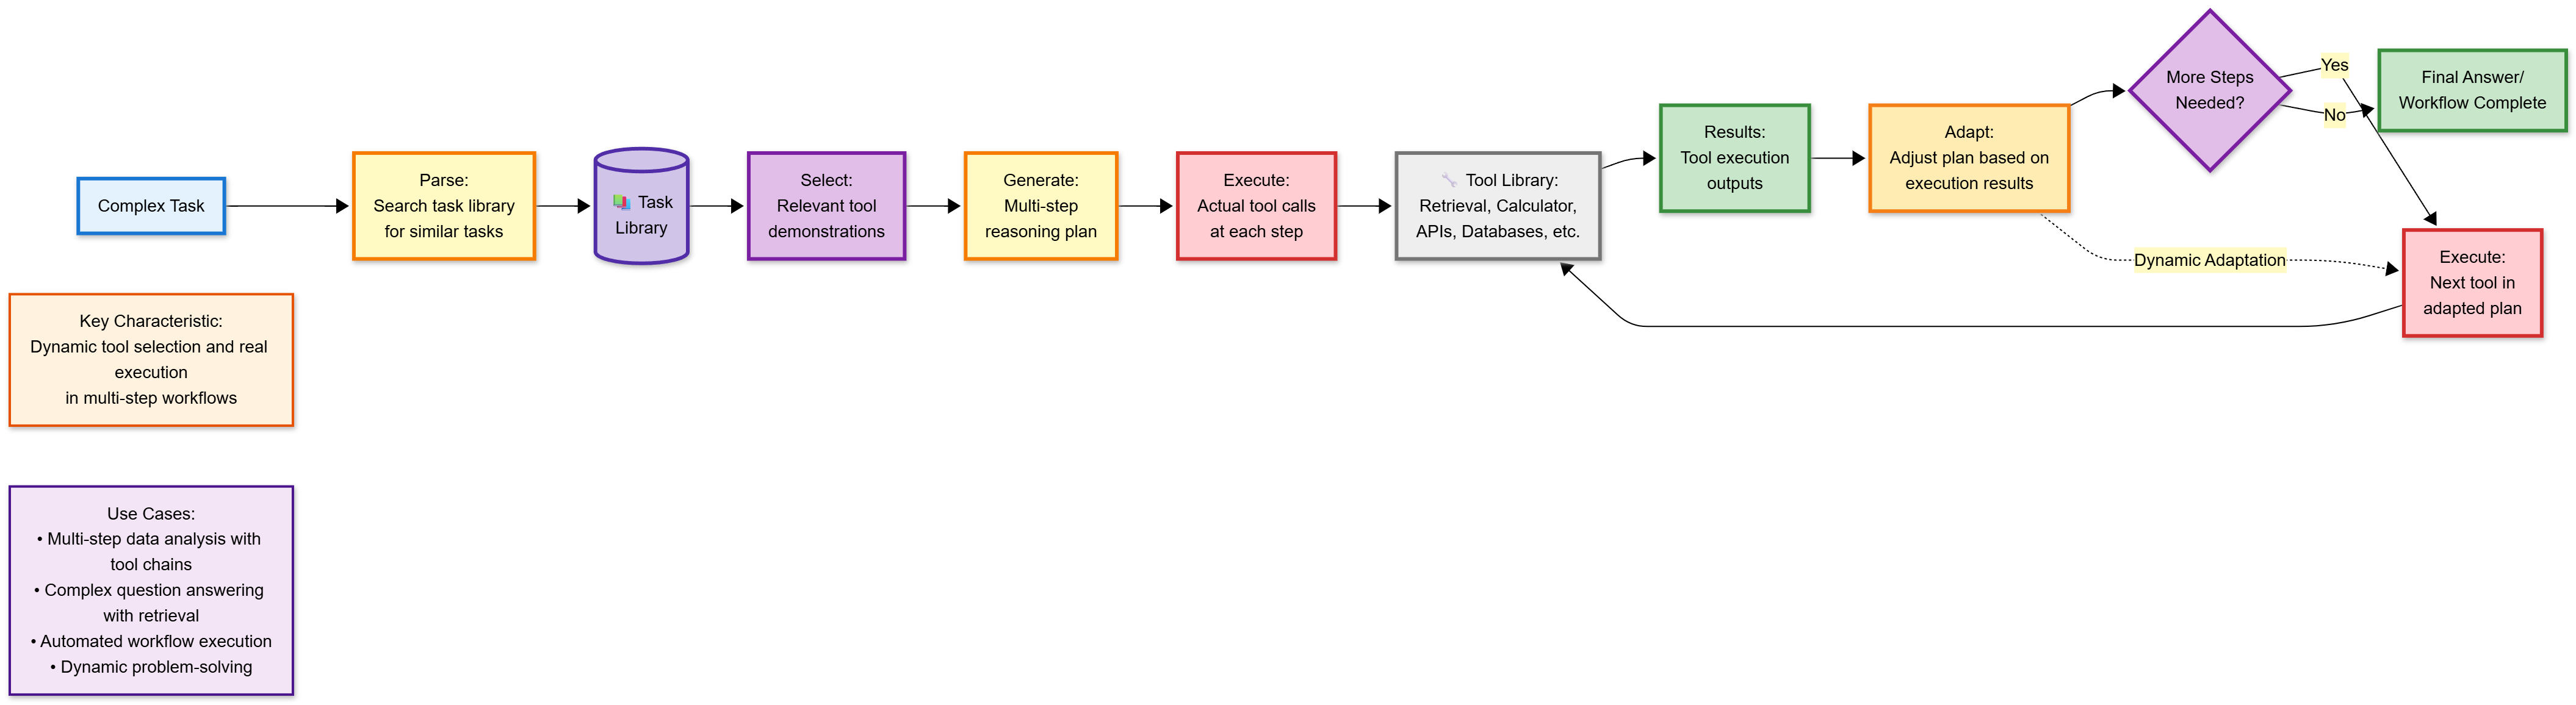 Complex Task
Parse:
Search task library
for similar tasks
📚 Task
Library
Select:
Relevant tool
demonstrations
Generate:
Multi-step
reasoning plan
Execute:
Actual tool calls
at each step
🔧 Tool Library:
Retrieval, Calculator,
APIs, Databases, etc.
Results:
Tool execution
outputs
Adapt:
Adjust plan based on
execution results
More Steps
Needed?
Yes
No
Final Answer/
Workflow Complete
Dynamic Adaptation
Execute:
Next tool in
adapted plan
Key Characteristic:
Dynamic tool selection and real
execution
in multi-step workflows
Use Cases:
• Multi-step data analysis with
tool chains
• Complex question answering
with retrieval
• Automated workflow execution
• Dynamic problem-solving